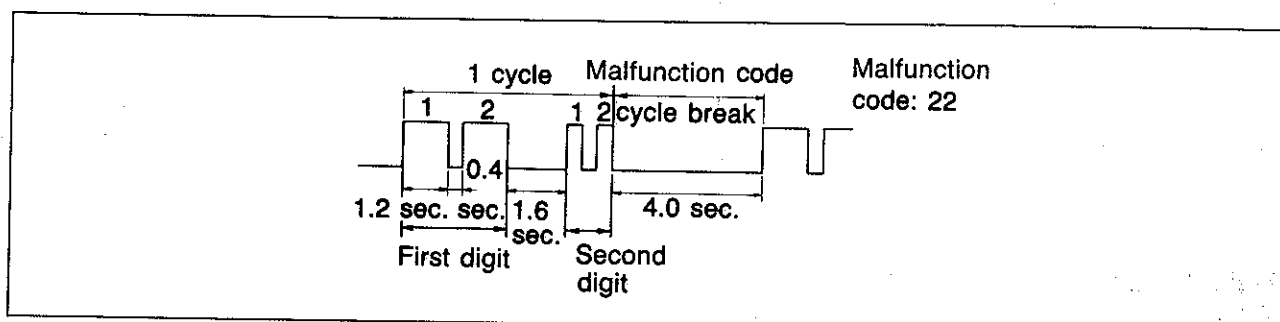 1 cycle Malfunction code
Malfunction
code: 22
1 2 1 2 cycle break
0.4
1.2 sec. sec. 1.6
sec.
4.0 sec.
First digit
Second
digit